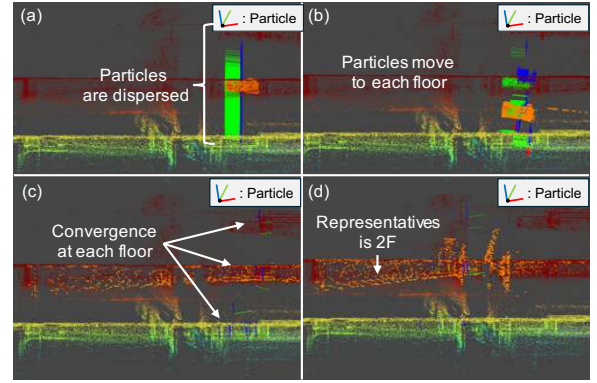 (a)
: Particle
Particles
are dispersed
(b)
: Particle
Particles move
to each floor
(c)
: Particle
Convergence
at each floor
(d)
: Particle
Representatives
is 2F